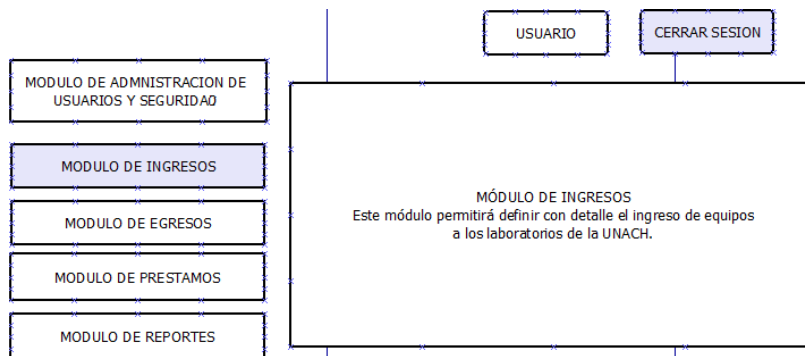 USUARIO
CERRAR SESION
MODULO DE ADMNISTRACION DE
USUARIOS Y SEGURIDAD
MODULO DE INGRESOS
MODULO DE EGRESOS
MODULO DE PRESTAMOS
MODULO DE REPORTES
MÓDULO DE INGRESOS
Este módulo permitirá definir con detalle el ingreso de equipos
a los laboratorios de la UNACH.